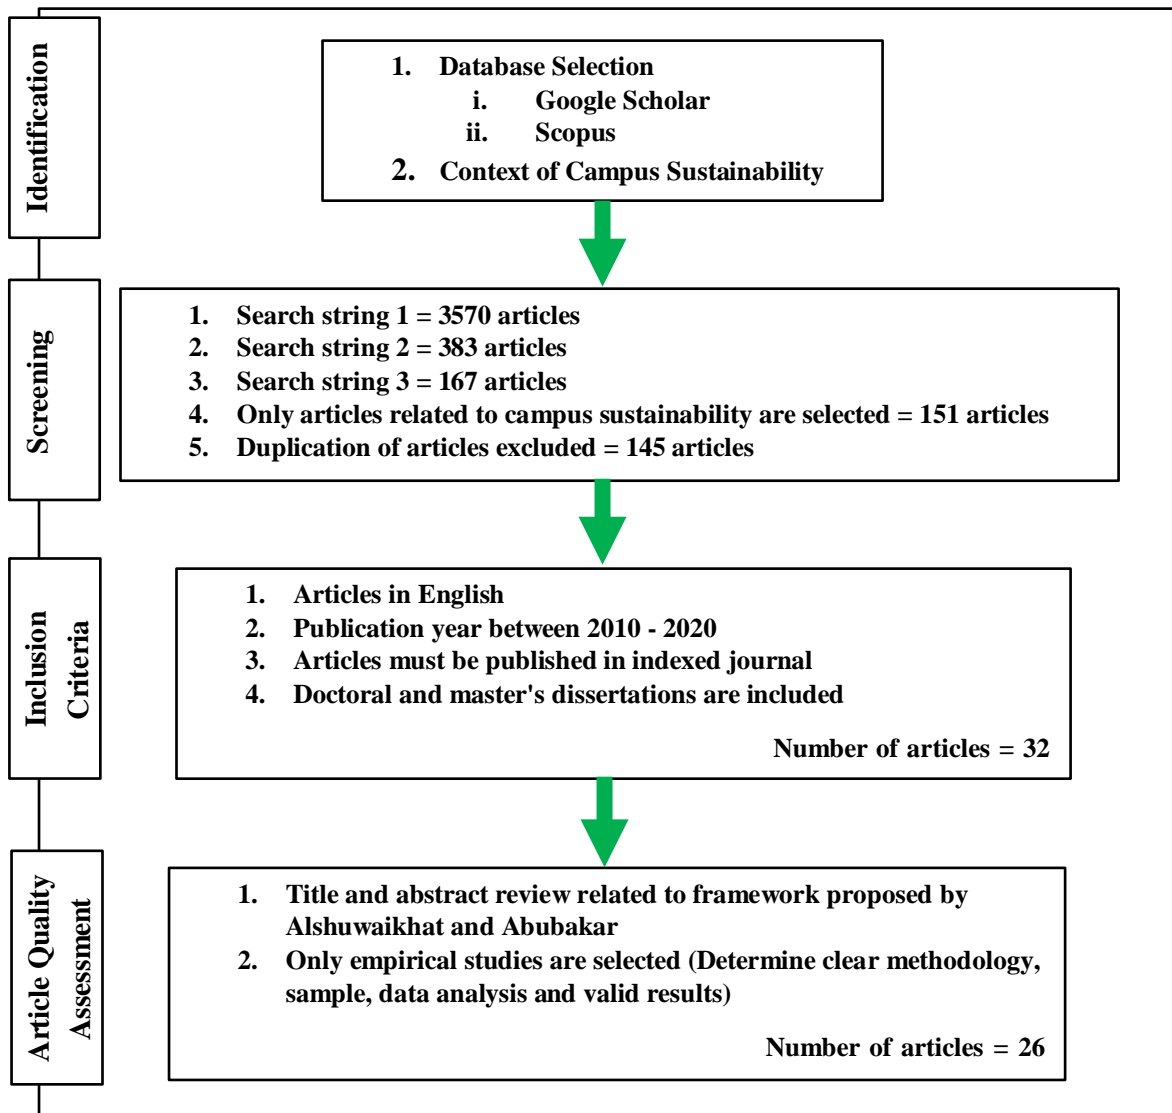 Identification
1. Database Selection
i. Google Scholar
ii. Scopus
2. Context of Campus Sustainability
Screening
1. Search string 1 = 3570 articles
2. Search string 2 = 383 articles
3. Search string 3 = 167 articles
4. Only articles related to campus sustainability are selected = 151 articles
5. Duplication of articles excluded = 145 articles
Inclusion
Criteria
1. Articles in English
2. Publication year between 2010 - 2020
3. Articles must be published in indexed journal
4. Doctoral and master's dissertations are included
Number of articles = 32
Article Quality
Assessment
1. Title and abstract review related to framework proposed by
Alshuwaikhat and Abubakar
2. Only empirical studies are selected (Determine clear methodology,
sample, data analysis and valid results)
Number of articles = 26